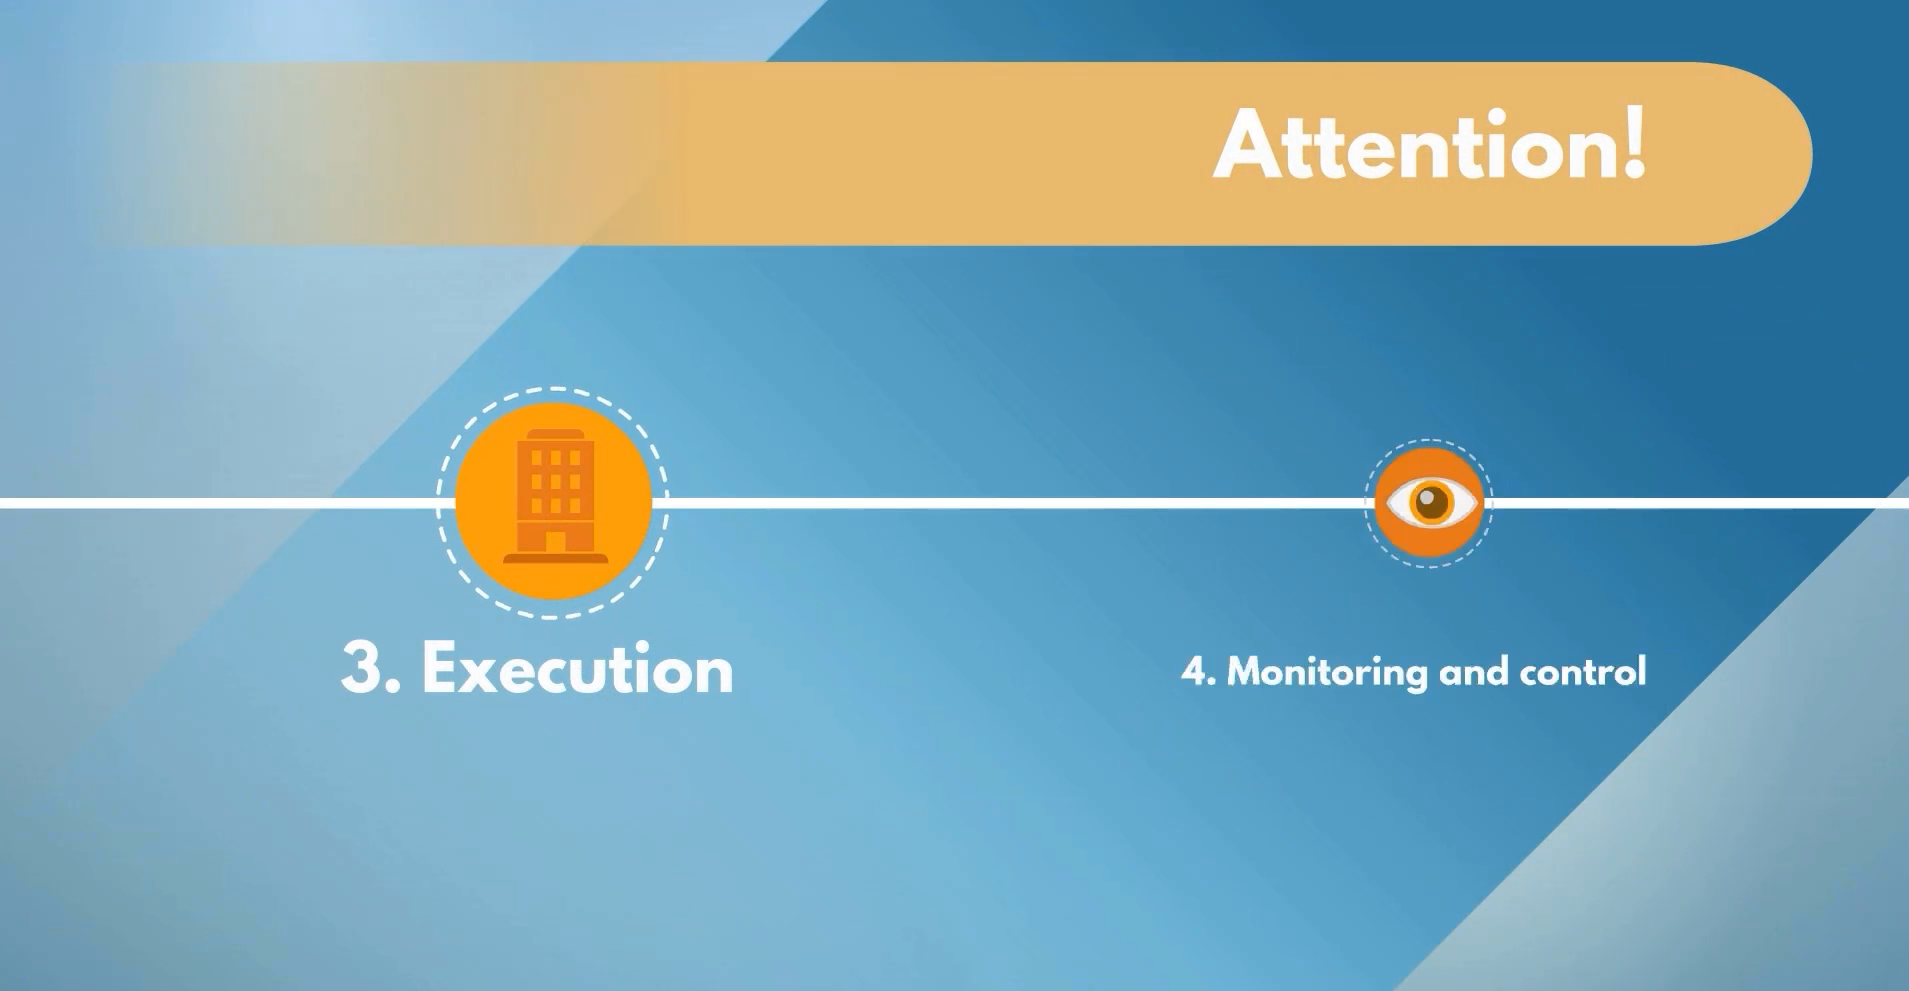 Attention!
3. Execution
4. Monitoring and control